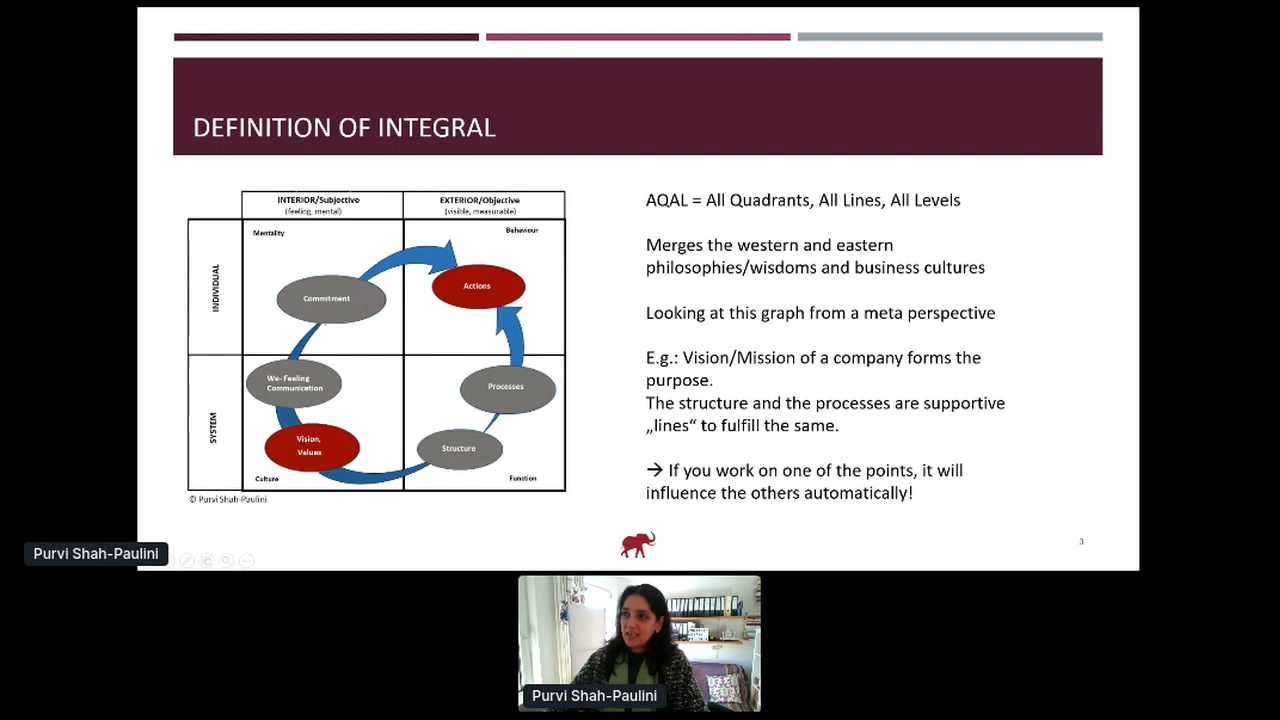 DEFINITION OF INTEGRAL
INTERIOR/Subjective
(feeling, mental)
EXTERIOR/Objective
(visible, measurable)
INDIVIDUAL
SYSTEM
Mentality
Behaviour
Commitment
Actions
We-Feeling
Communication
Processes
Vision,
Values
Structure
Culture
Function
© Purvi Shah-Paulini
AQAL = All Quadrants, All Lines, All Levels
Merges the western and eastern
philosophies/wisdoms and business cultures
Looking at this graph from a meta perspective
E.g.: Vision/Mission of a company forms the
purpose.
The structure and the processes are supportive
„lines“ to fulfill the same.
→ If you work on one of the points, it will
influence the others automatically!
3
Purvi Shah-Paulini
Purvi Shah-Paulini